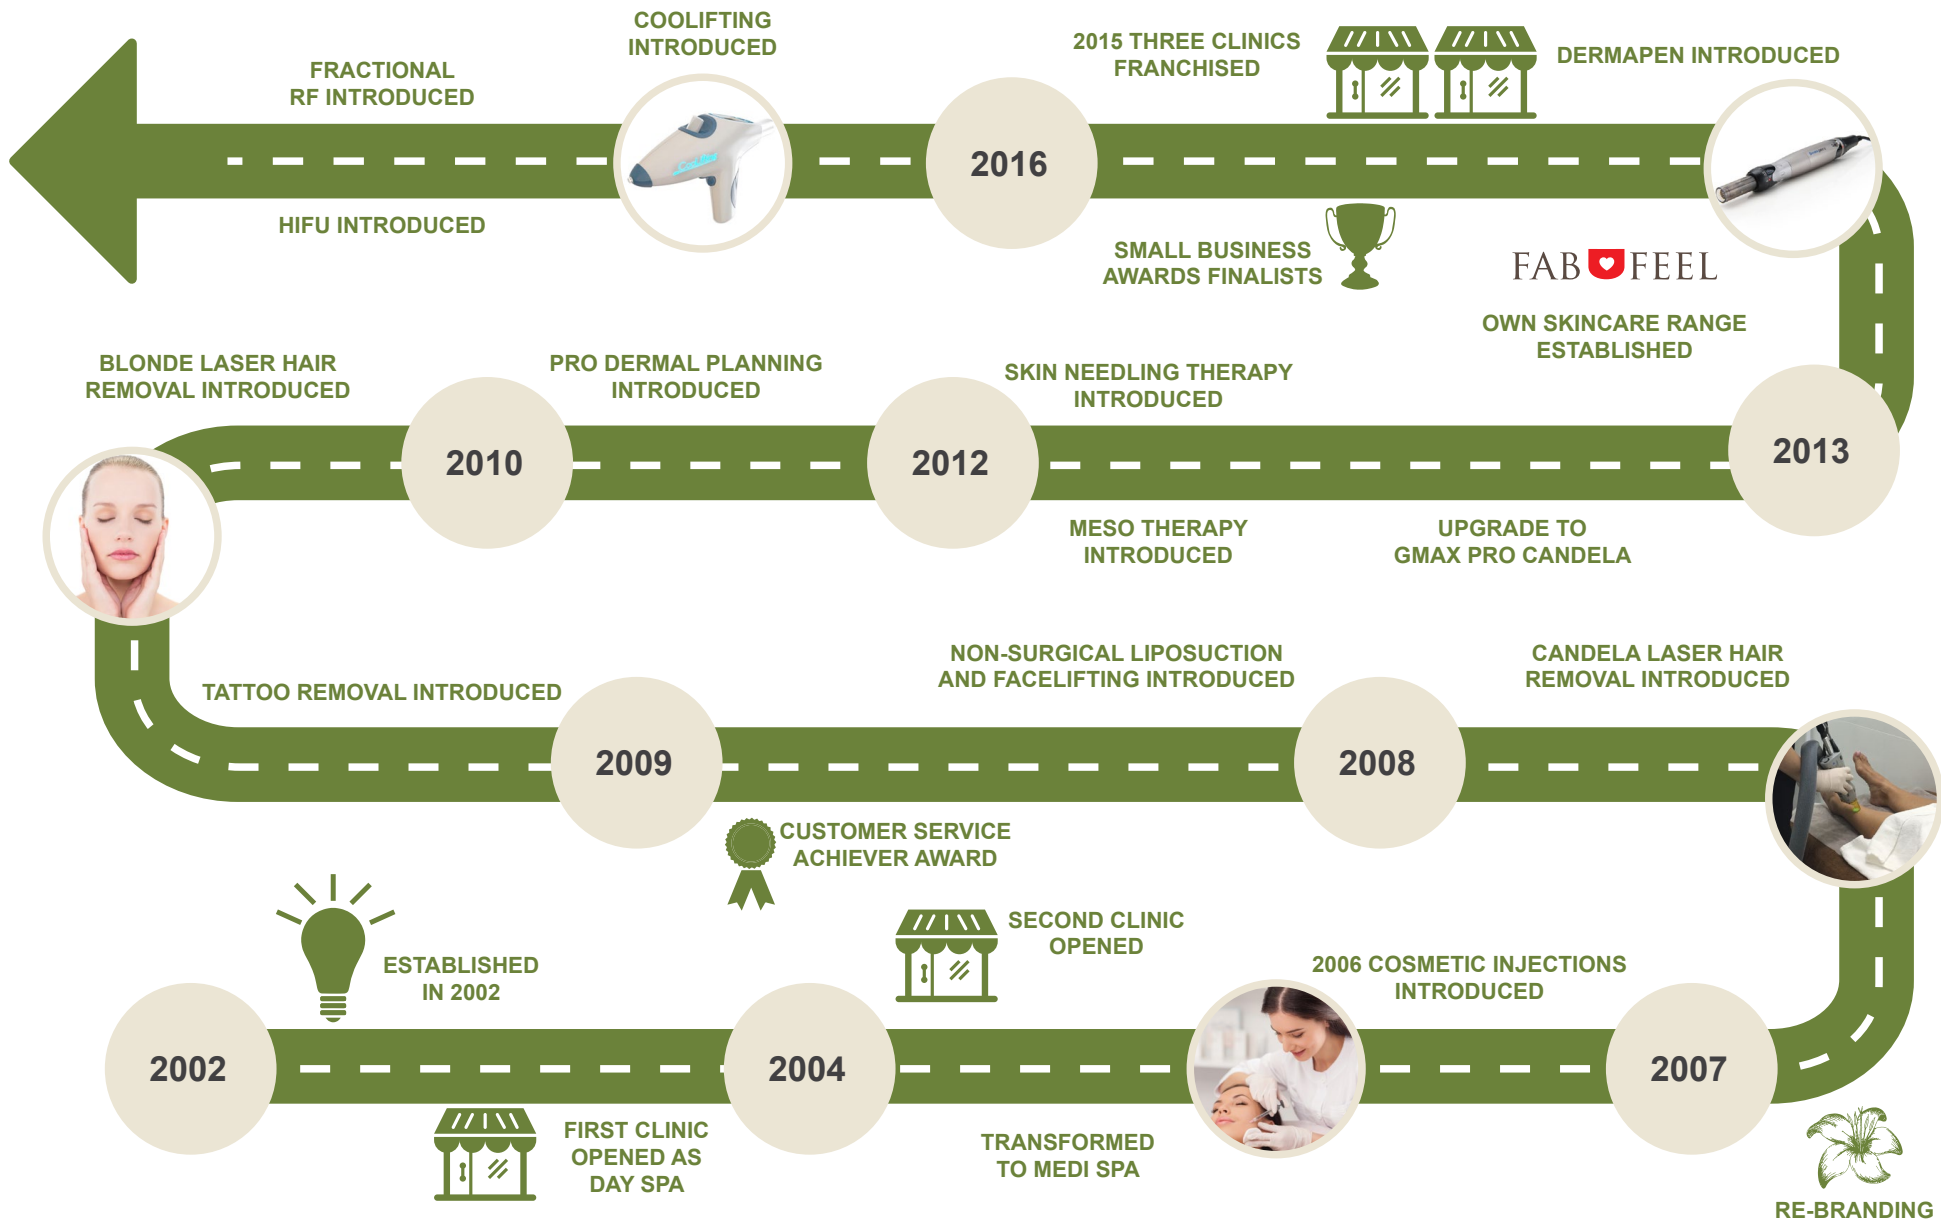 COOLIFTING
INTRODUCED
FRACTIONAL
RF INTRODUCED
2015 THREE CLINICS
FRANCHISED
DERMAPEN INTRODUCED
Coolifting
2016
HIFU INTRODUCED
SMALL BUSINESS
AWARDS FINALISTS
FAB FEEL
OWN SKINCARE RANGE
ESTABLISHED
BLONDE LASER HAIR
REMOVAL INTRODUCED
PRO DERMAL PLANNING
INTRODUCED
SKIN NEEDLING THERAPY
INTRODUCED
2010
2012
2013
MESO THERAPY
INTRODUCED
UPGRADE TO
GMAX PRO CANDELA
TATTOO REMOVAL INTRODUCED
NON-SURGICAL LIPOSUCTION
AND FACELIFTING INTRODUCED
CANDELA LASER HAIR
REMOVAL INTRODUCED
2009
2008
CUSTOMER SERVICE
ACHIEVER AWARD
ESTABLISHED
IN 2002
SECOND CLINIC
OPENED
2006 COSMETIC INJECTIONS
INTRODUCED
2002
2004
2007
FIRST CLINIC
OPENED AS
DAY SPA
TRANSFORMED
TO MEDI SPA
RE-BRANDING